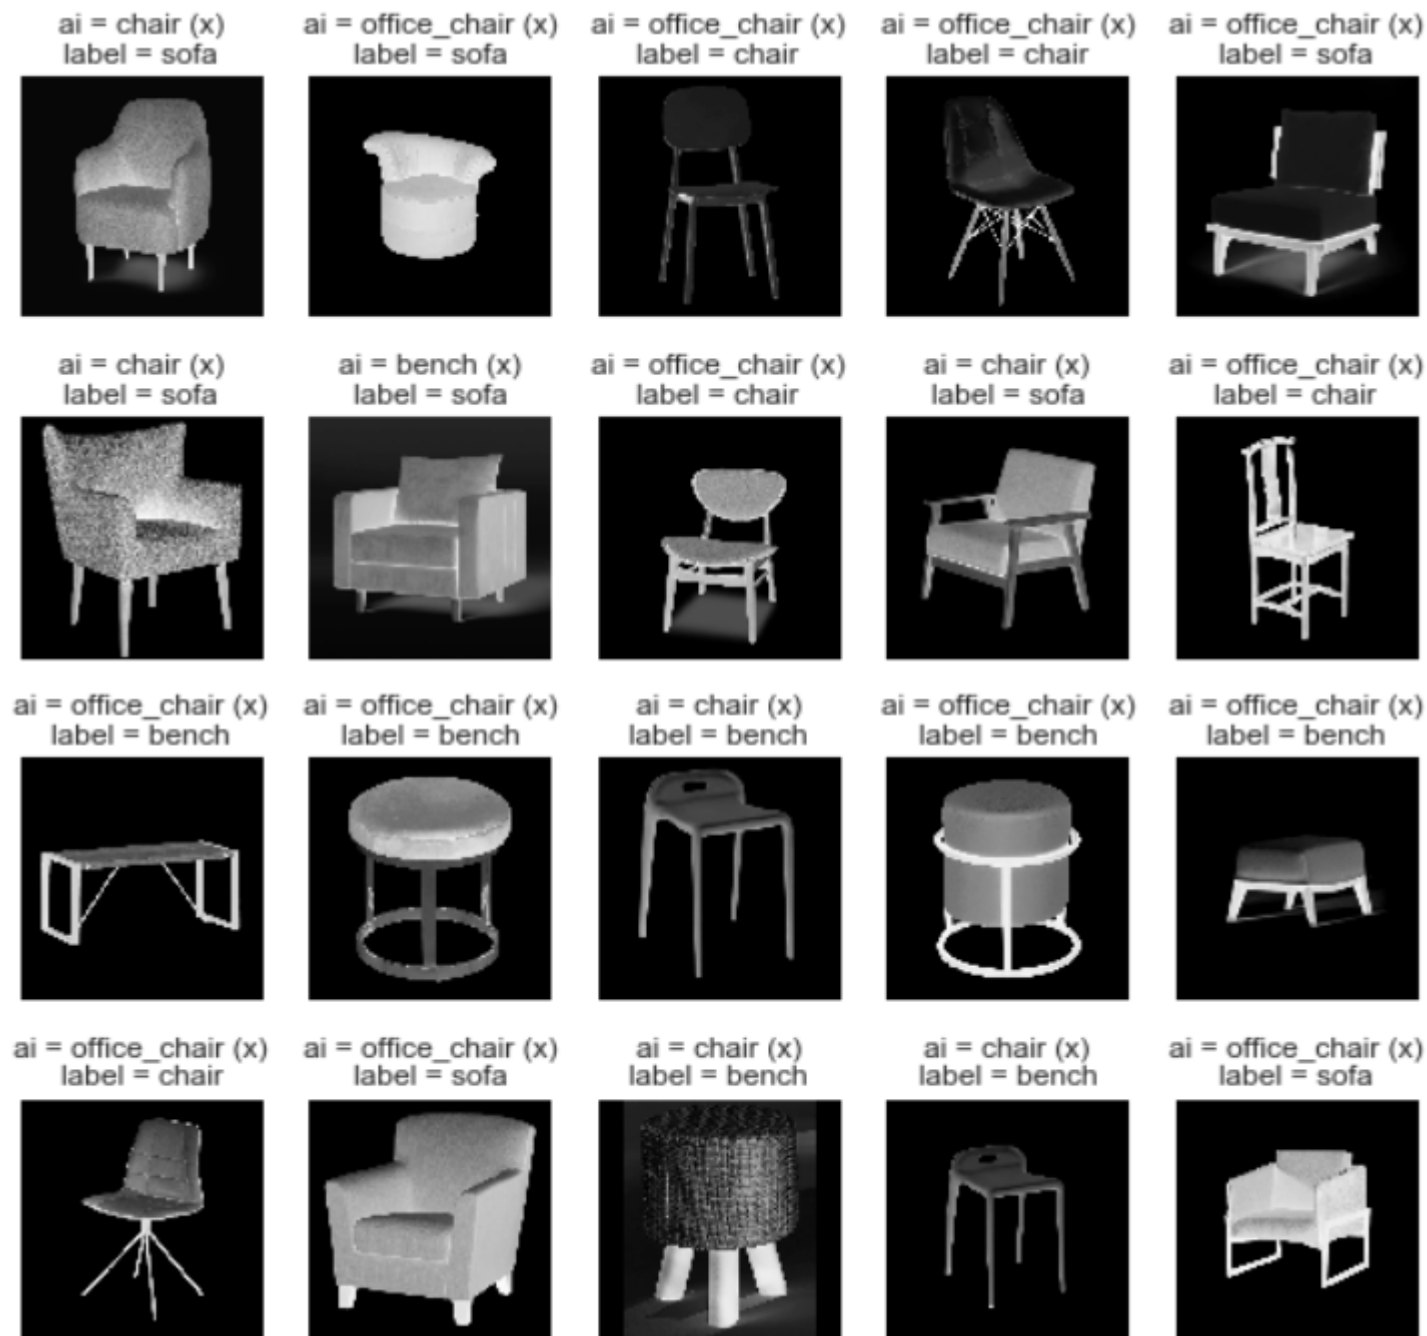 ai = chair (x)
label = sofa
ai = office_chair (x)
label = sofa
ai = office_chair (x)
label = chair
ai = office_chair (x)
label = chair
ai = office_chair (x)
label = sofa
ai = chair (x)
label = sofa
ai = bench (x)
label = sofa
ai = office_chair (x)
label = chair
ai = chair (x)
label = sofa
ai = office_chair (x)
label = chair
ai = office_chair (x)
label = bench
ai = office_chair (x)
label = bench
ai = chair (x)
label = bench
ai = office_chair (x)
label = bench
ai = office_chair (x)
label = bench
ai = office_chair (x)
label = chair
ai = office_chair (x)
label = sofa
ai = chair (x)
label = bench
ai = chair (x)
label = bench
ai = office_chair (x)
label = sofa